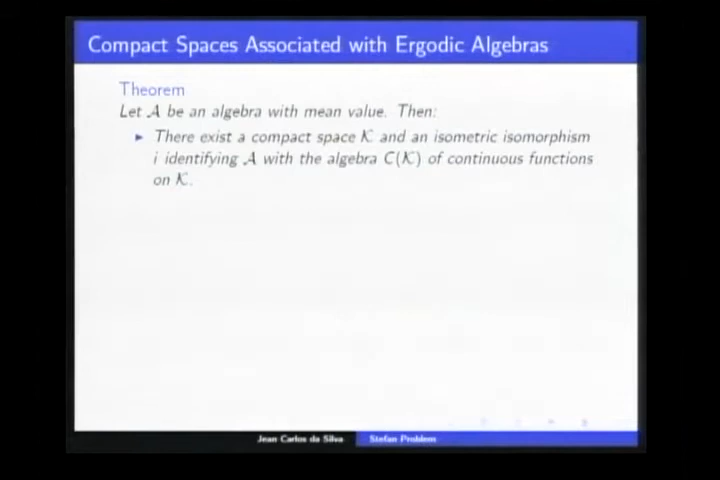 Compact Spaces Associated with Ergodic Algebras
Theorem
Let 𝒜 be an algebra with mean value. Then:
▶ There exist a compact space 𝒦 and an isometric isomorphism
i identifying 𝒜 with the algebra C(𝒦) of continuous functions
on 𝒦.
Jean Carlos da Silva Stefan Problem